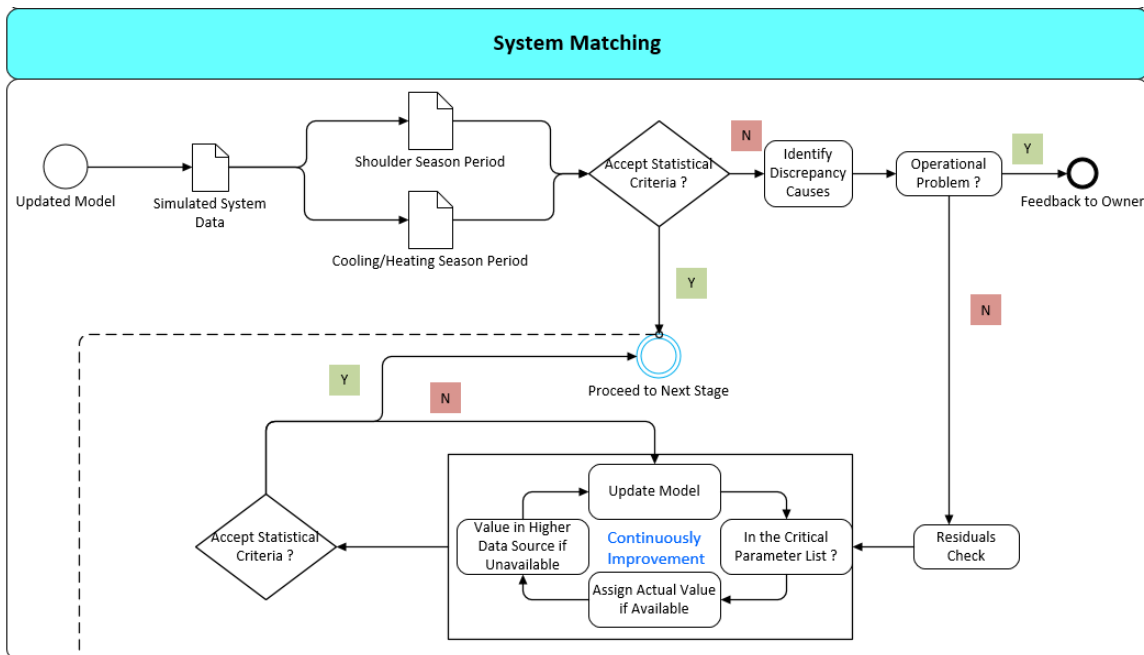 System Matching
Updated Model
Simulated System
Data
Shoulder Season Period
Cooling/Heating Season Period
Accept Statistical
Criteria ?
N
Identify
Discrepancy
Causes
Operational
Problem ?
Y
Feedback to Owner
Y
N
Proceed to Next Stage
Y
N
Accept Statistical
Criteria ?
Update Model
Value in Higher
Data Source if
Unavailable
Continuously
Improvement
In the Critical
Parameter List ?
Assign Actual Value
if Available
Residuals
Check